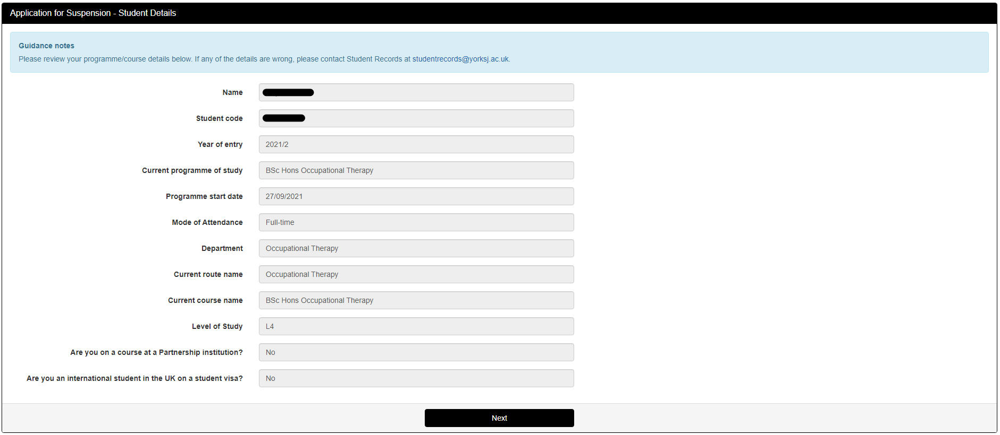 Application for Suspension - Student Details
Guidance notes
Please review your programme/course details below. If any of the details are wrong, please contact Student Records at studentrecords@yorksj.ac.uk.
Name
Student code
Year of entry 2021/2
Current programme of study BSc Hons Occupational Therapy
Programme start date 27/09/2021
Mode of Attendance Full-time
Department Occupational Therapy
Current route name Occupational Therapy
Current course name BSc Hons Occupational Therapy
Level of Study L4
Are you on a course at a Partnership institution? No
Are you an international student in the UK on a student visa? No
Next